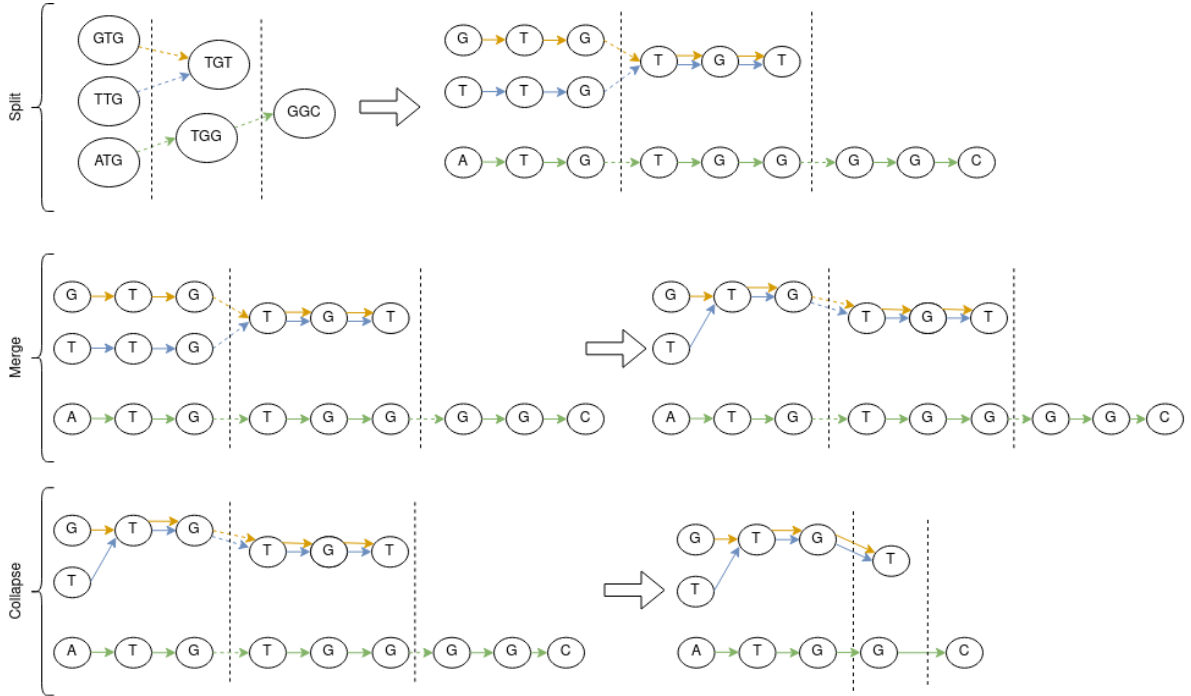 Split
GTG
TGT
TTG
GGC
TGG
ATG
G T G
T G T
T T G
A T G T G G G G C
Merge
G T G
T G T
T T G
A T G T G G G G C
G T G
T G T
T
A T G T G G G G C
Collapse
G T G
T G T
T
A T G T G G G G C
G T G
T
T
A T G G C